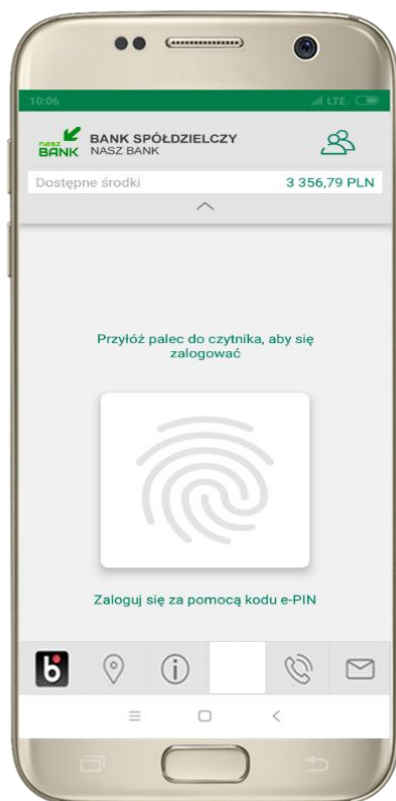 10:06 LTE
nasz BANK
BANK SPÓŁDZIELCZY
NASZ BANK
Dostępne środki 3 356,79 PLN
Przyłóż palec do czytnika, aby się
zalogować
Zaloguj się za pomocą kodu e-PIN
b